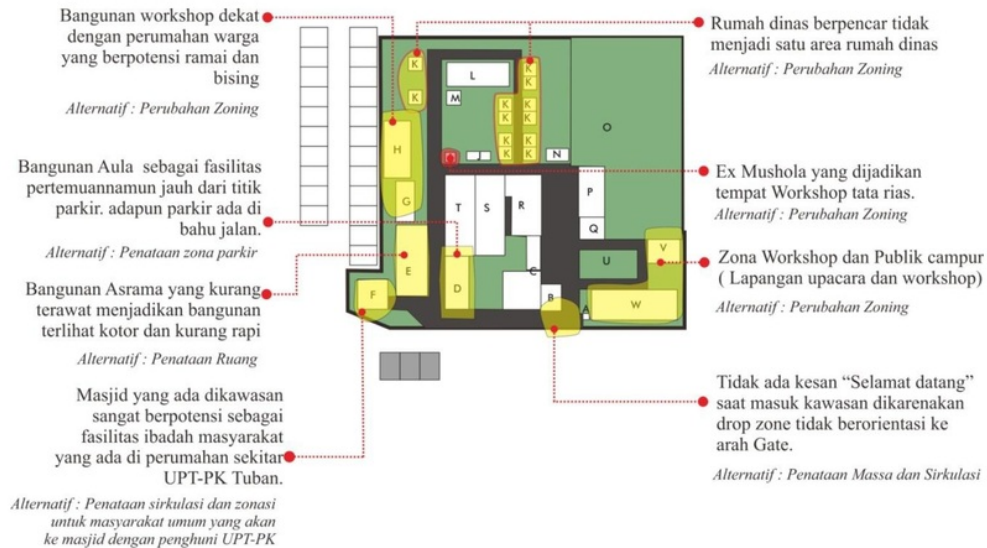 Bangunan workshop dekat
dengan perumahan warga
yang berpotensi ramai dan
bising
Alternatif : Perubahan Zoning
Bangunan Aula sebagai fasilitas
pertemuannamun jauh dari titik
parkir. adapun parkir ada di
bahu jalan.
Alternatif : Penataan zona parkir
Bangunan Asrama yang kurang
terawat menjadikan bangunan
terlihat kotor dan kurang rapi
Alternatif : Penataan Ruang
Masjid yang ada dikawasan
sangat berpotensi sebagai
fasilitas ibadah masyarakat
yang ada di perumahan sekitar
UPT-PK Tuban.
Alternatif : Penataan sirkulasi dan zonasi
untuk masyarakat umum yang akan
ke masjid dengan penghuni UPT-PK
K
K
L
M
J
K
K
K
K
K
K
K
K
K
K
N
O
H
G
E
F
T
S
R
D
C
B
P
Q
U
V
A
W
Rumah dinas berpencar tidak
menjadi satu area rumah dinas
Alternatif : Perubahan Zoning
Ex Mushola yang dijadikan
tempat Workshop tata rias.
Alternatif : Perubahan Zoning
Zona Workshop dan Publik campur
( Lapangan upacara dan workshop)
Alternatif : Perubahan Zoning
Tidak ada kesan “Selamat datang”
saat masuk kawasan dikarenakan
drop zone tidak berorientasi ke
arah Gate.
Alternatif : Penataan Massa dan Sirkulasi